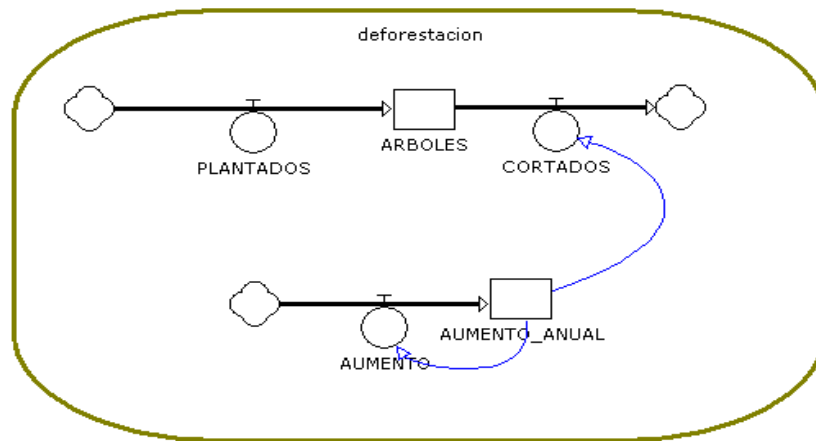 deforestacion
ARBOLES
PLANTADOS
CORTADOS
AUMENTO_ANUAL
AUMENTO